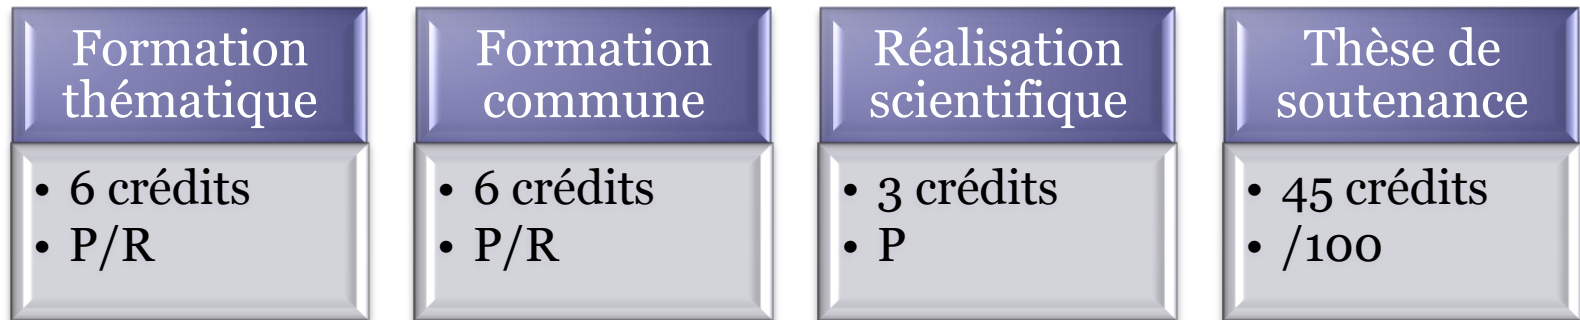 Formation
thématique
• 6 crédits
• P/R
Formation
commune
• 6 crédits
• P/R
Réalisation
scientifique
• 3 crédits
• P
Thèse de
soutenance
• 45 crédits
• /100